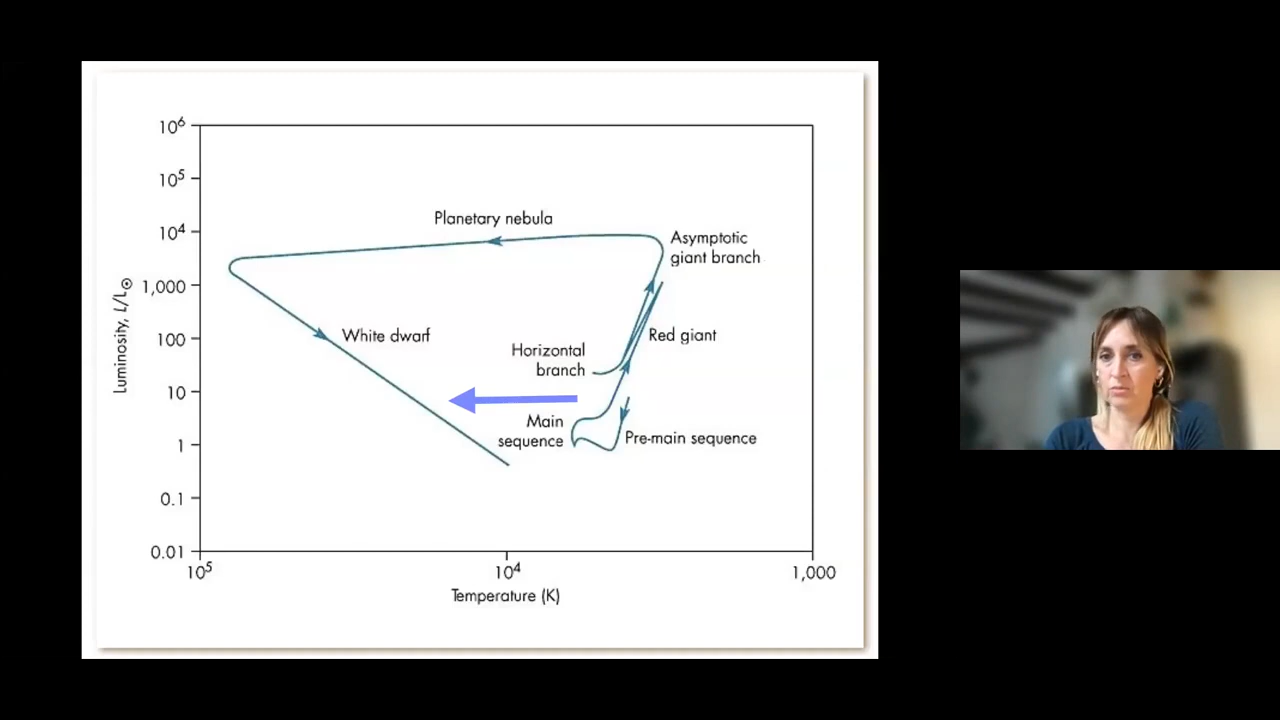 10⁶
10⁵
10⁴
1,000
100
10
1
0.1
0.01
Luminosity, L/L☉
Planetary nebula
Asymptotic
giant branch
White dwarf
Red giant
Horizontal
branch
Main
sequence
Pre-main sequence
10⁵
10⁴
1,000
Temperature (K)